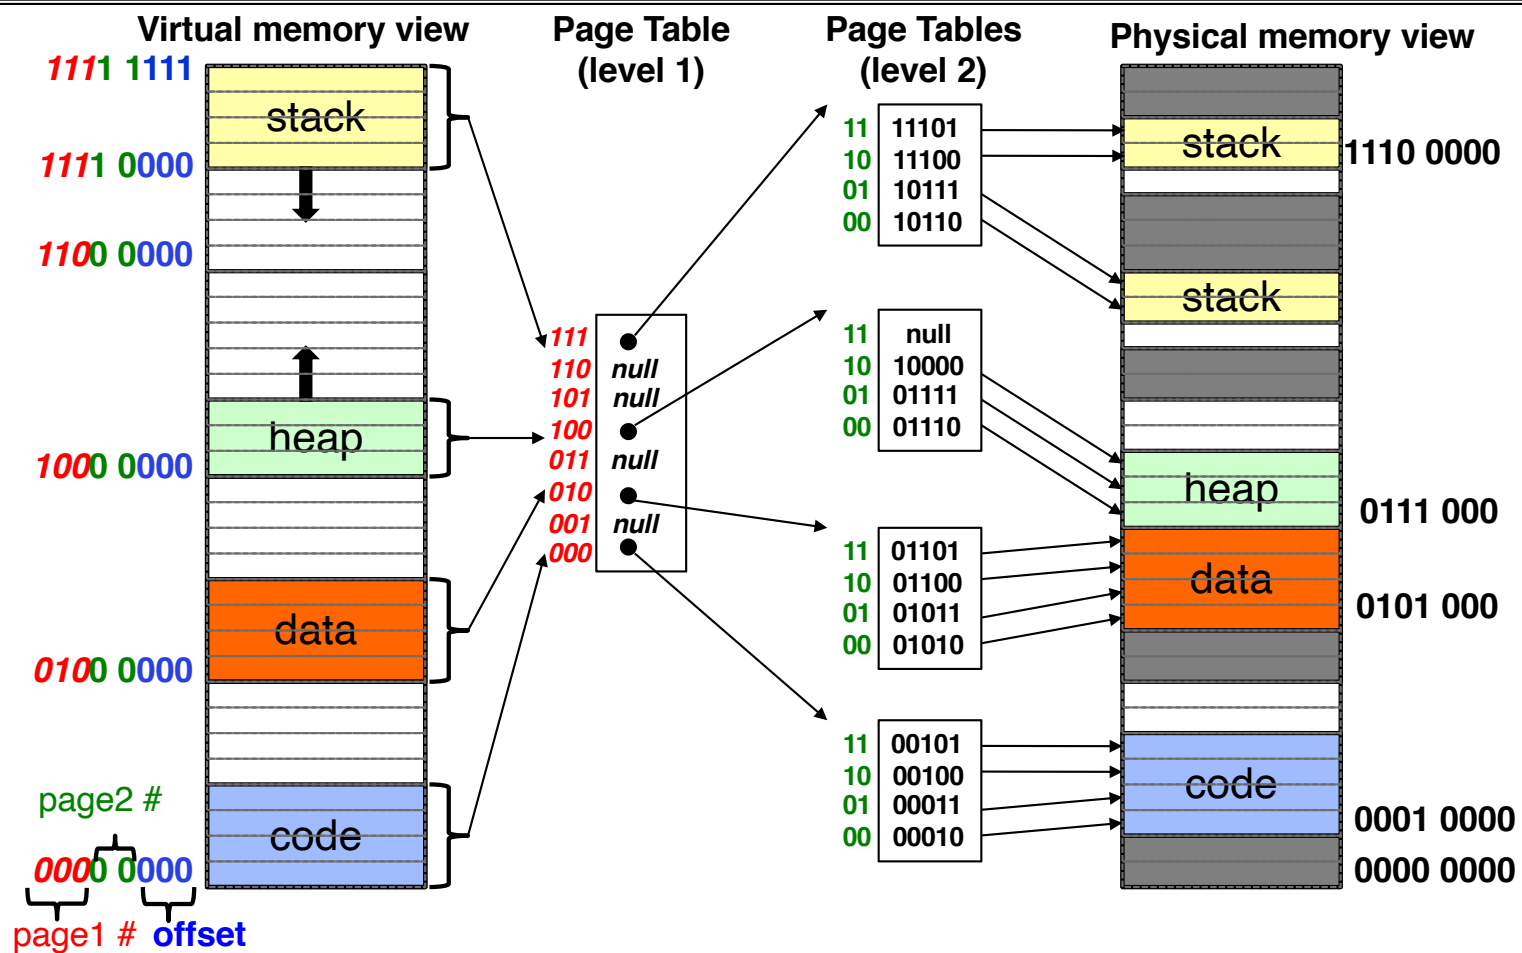 Virtual memory view
1111 1111
stack
1111 0000
1100 0000
heap
1000 0000
data
0100 0000
page2 #
code
0000 0000
page1 # offset
Page Table
(level 1)
111
110 null
101 null
100
011 null
010
001 null
000
Page Tables
(level 2)
11 11101
10 11100
01 10111
00 10110
11 null
10 10000
01 01111
00 01110
11 01101
10 01100
01 01011
00 01010
11 00101
10 00100
01 00011
00 00010
Physical memory view
stack 1110 0000
stack
heap
0111 000
data
0101 000
code
0001 0000
0000 0000